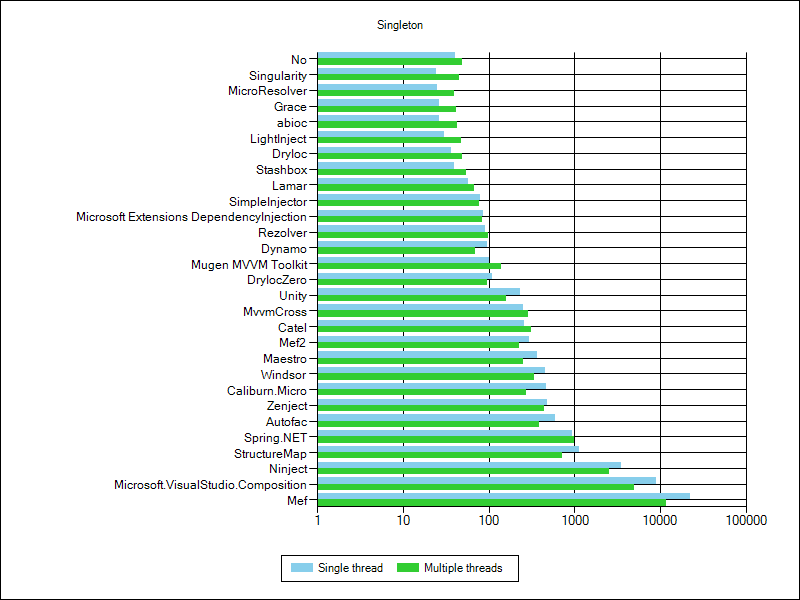 Singleton
No
Singularity
MicroResolver
Grace
abioc
LightInject
DryIoc
Stashbox
Lamar
SimpleInjector
Microsoft Extensions DependencyInjection
Rezolver
Dynamo
Mugen MVVM Toolkit
DryIocZero
Unity
MvvmCross
Catel
Mef2
Maestro
Windsor
Caliburn.Micro
Zenject
Autofac
Spring.NET
StructureMap
Ninject
Microsoft.VisualStudio.Composition
Mef
1 10 100 1000 10000 100000
Single thread Multiple threads